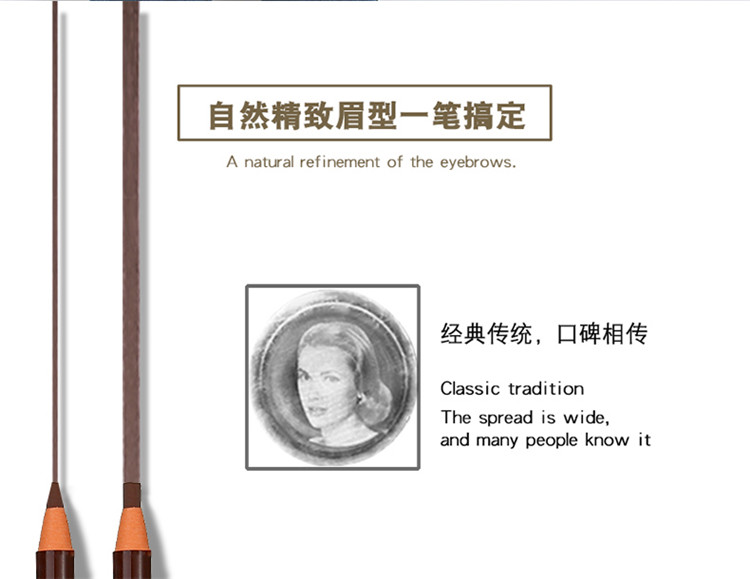 自然精致眉型一笔搞定
A natural refinement of the eyebrows.
经典传统，口碑相传
Classic tradition
The spread is wide,
and many people know it